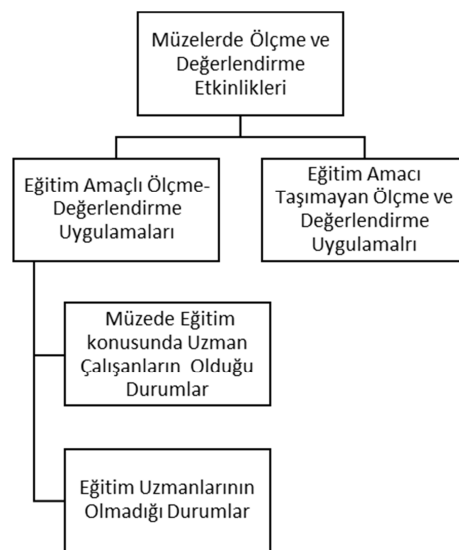 Müzelerde Ölçme ve
Değerlendirme
Etkinlikleri
Eğitim Amaçlı Ölçme-
Değerlendirme
Uygulamaları
Eğitim Amacı
Taşımayan Ölçme ve
Değerlendirme
Uygulamalrı
Müzede Eğitim
konusunda Uzman
Çalışanların Olduğu
Durumlar
Eğitim Uzmanlarının
Olmadığı Durumlar